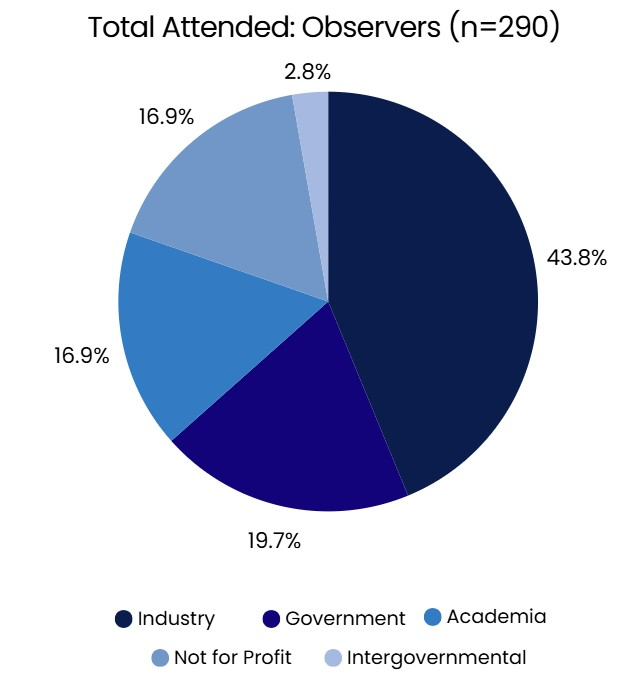 Total Attended: Observers (n=290)
2.8%
16.9%
43.8%
16.9%
19.7%
Industry
Government
Academia
Not for Profit
Intergovernmental